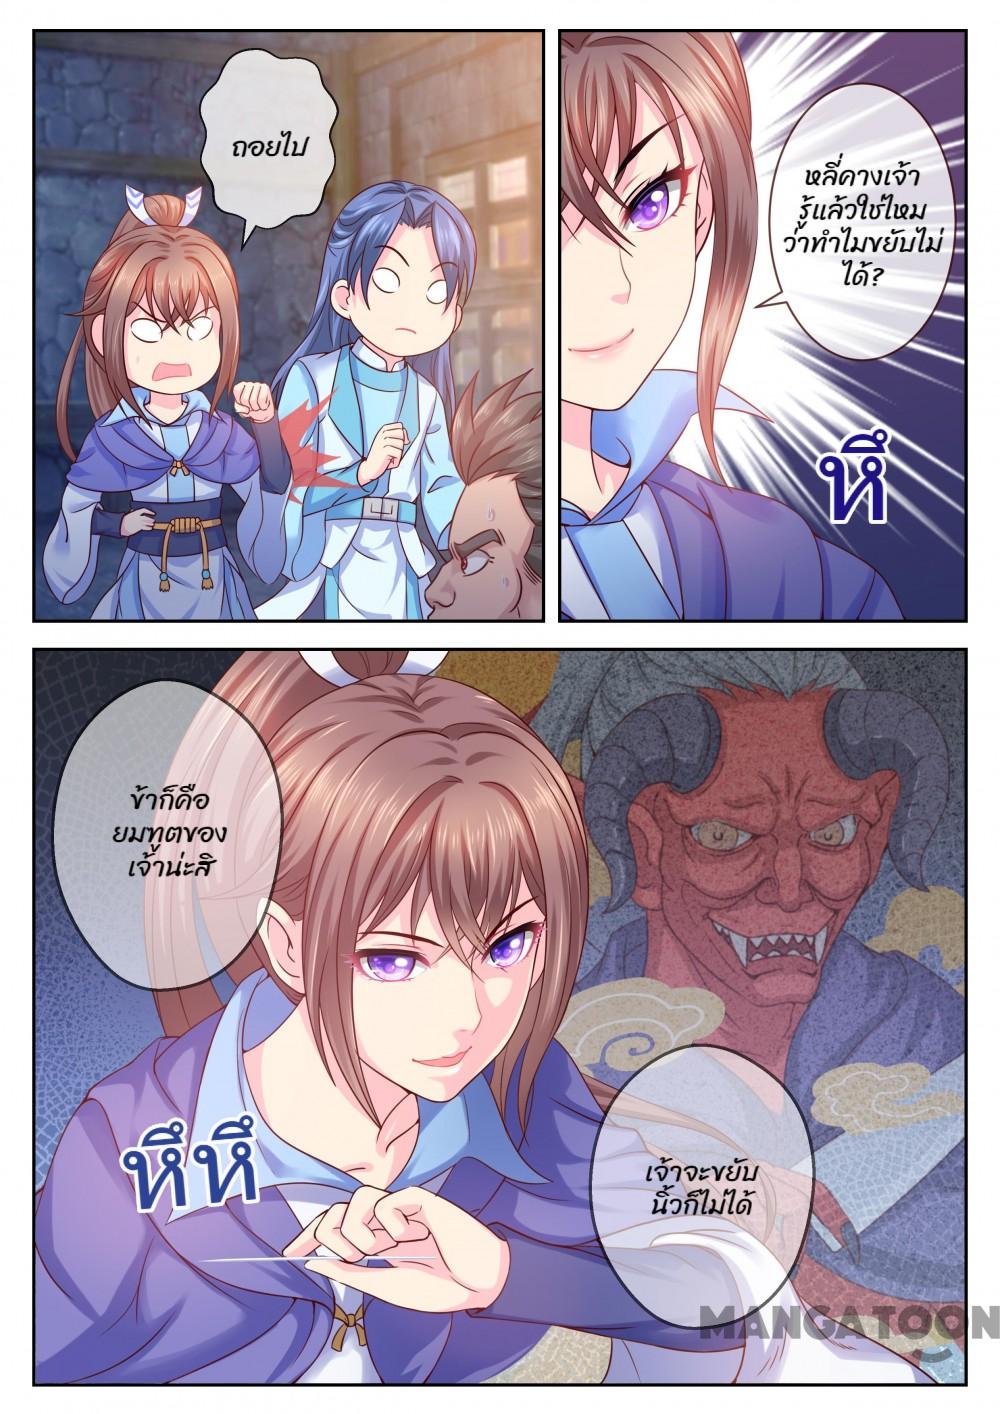 ถอยไป
หลี่คางเจ้า
รู้แล้วใช่ไหม
ว่าทำไมขยับไม่
ได้?
หึ
ข้าก็คือ
ยมฑูตของ
เจ้าน่ะสิ
หึหึ
เจ้าจะขยับ
นิ้วก็ไม่ได้
MANGATOON